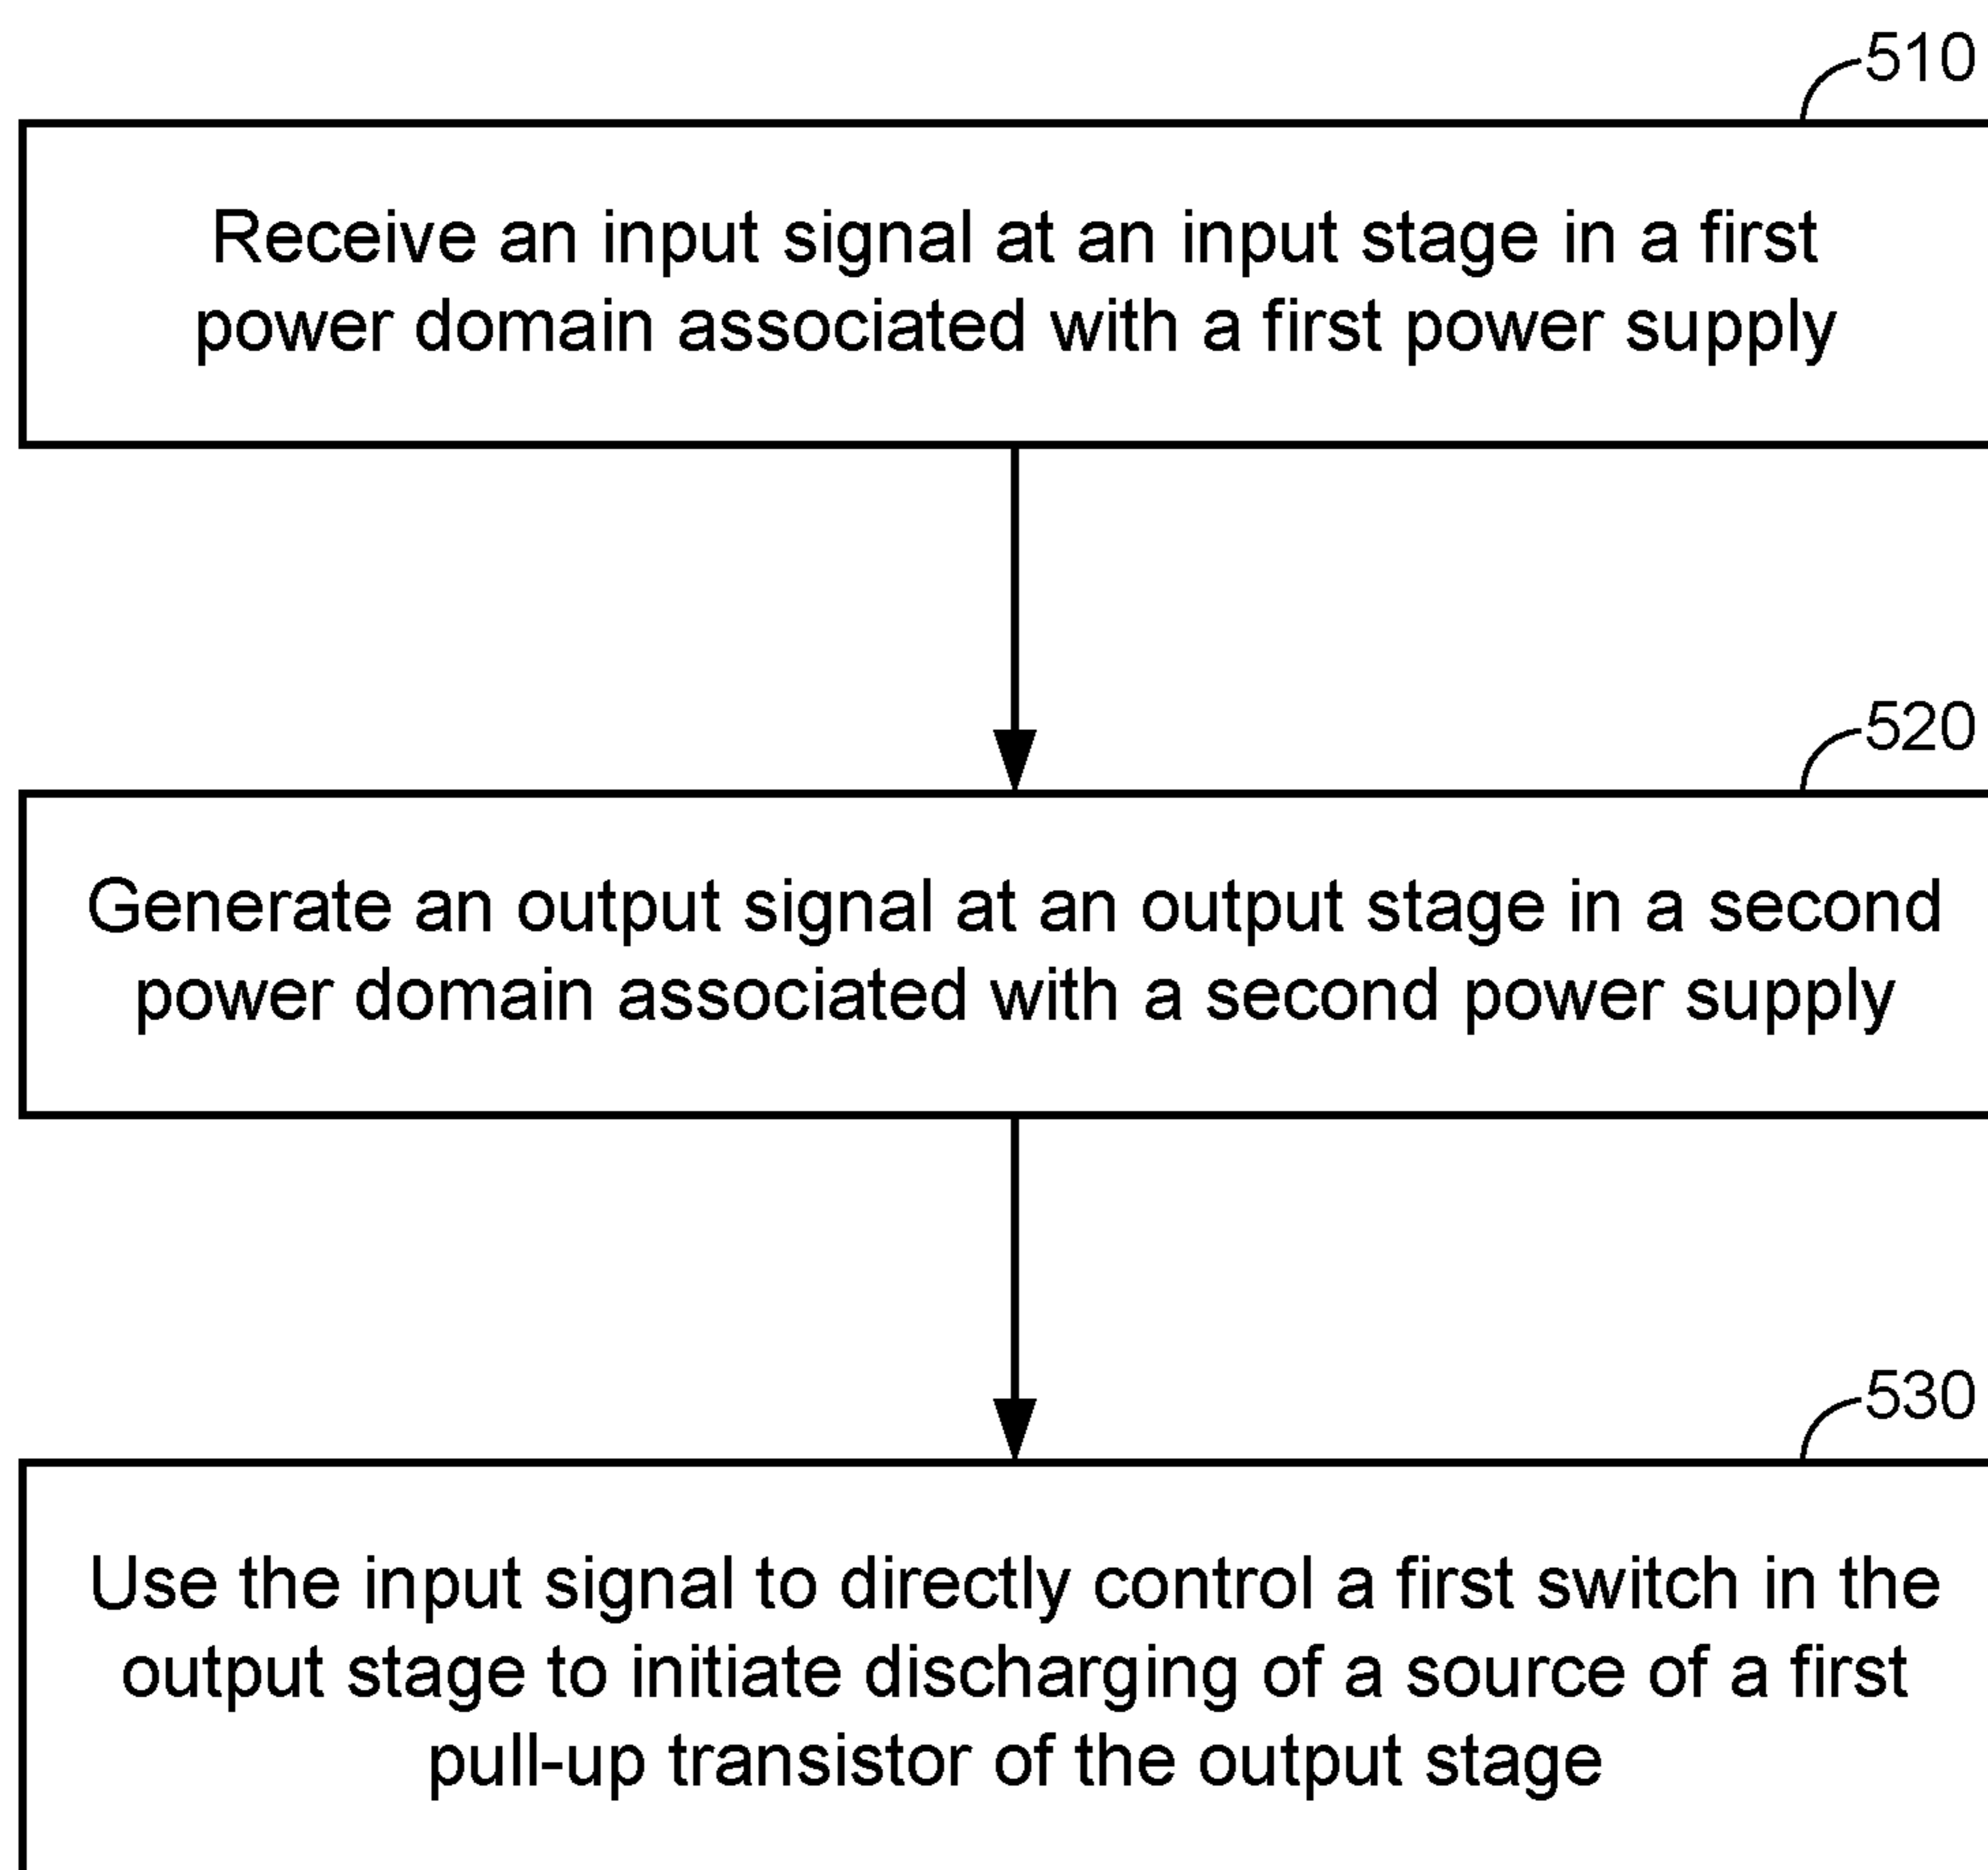 510
Receive an input signal at an input stage in a first
power domain associated with a first power supply
520
Generate an output signal at an output stage in a second
power domain associated with a second power supply
530
Use the input signal to directly control a first switch in the
output stage to initiate discharging of a source of a first
pull-up transistor of the output stage